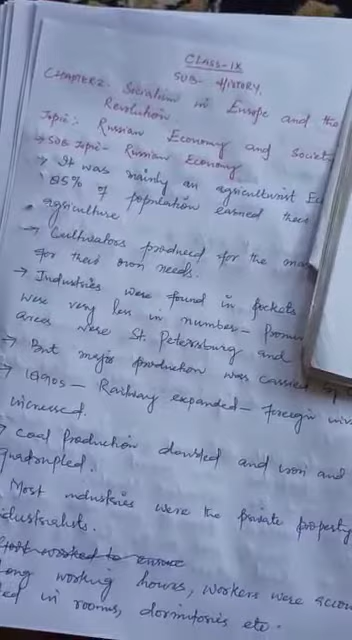 CLASS-IX
SUB- HISTORY.
CHAPTER2. Socialism in Europe and the
Revolution
Topic:- Russian Economy and Society
→ SUB Topic- Russian Economy
→ It was mainly an agriculturist
85% of population earned their
agriculture
→ Cultivators produced for the
for their own needs.
→ Industries were found in pockets
were very less in number-
areas were St. Petersburg and
→ But major production was carried
→ 1890s - Railway expanded- foreign
increased.
→ Coal Production doubled and iron and
quadrupled.
Most industries were the private property
industrialists.
Long working hours, workers were
in rooms, dormitories etc.